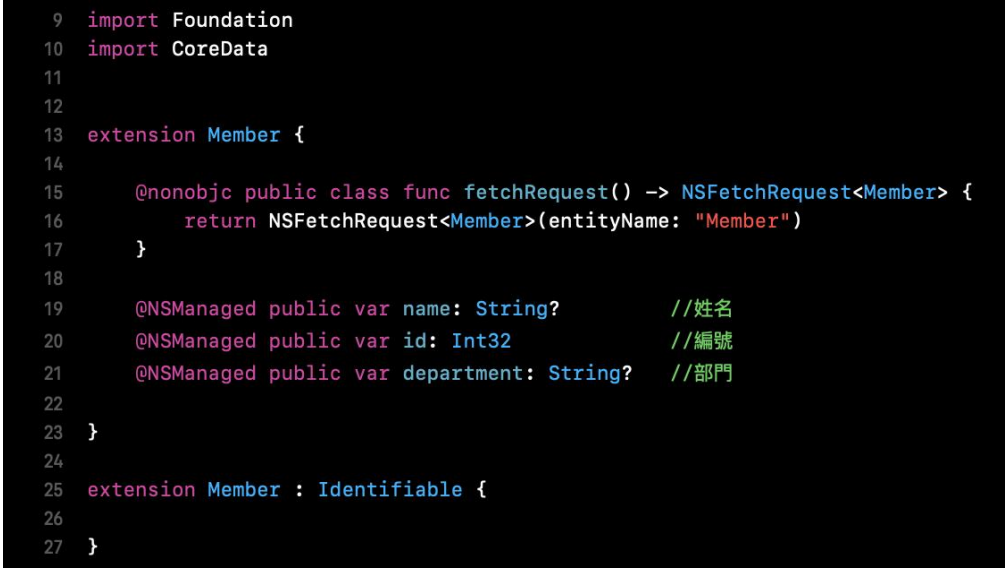 9 import Foundation
10 import CoreData
11
12
13 extension Member {
14
15     @nonobjc public class func fetchRequest() -> NSFetchRequest<Member> {
16         return NSFetchRequest<Member>(entityName: "Member")
17     }
18
19     @NSManaged public var name: String?          //姓名
20     @NSManaged public var id: Int32              //編號
21     @NSManaged public var department: String?    //部門
22
23 }
24
25 extension Member : Identifiable {
26
27 }